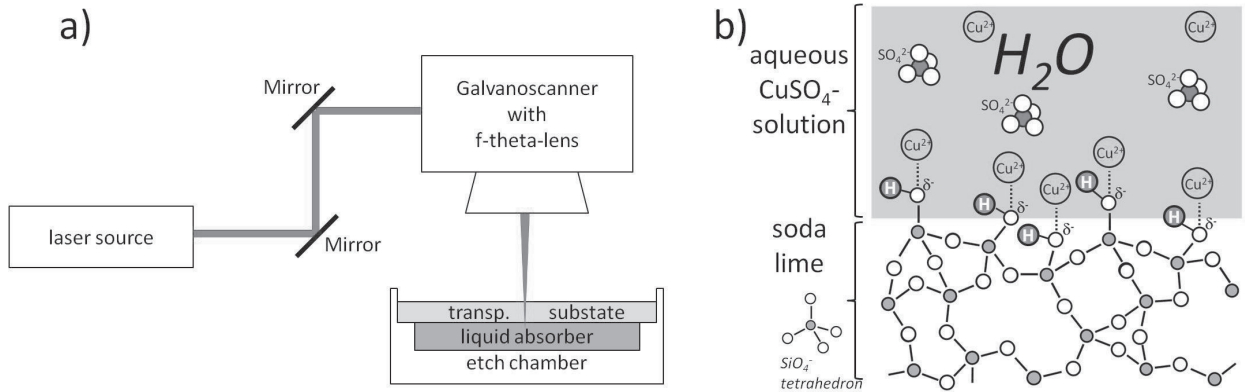 a)
Mirror
Galvanoscanner
with
f-theta-lens
laser source
Mirror
transp. substate
liquid absorber
etch chamber
b)
aqueous
CuSO₄-
solution
H₂O
Cu²⁺
Cu²⁺
SO₄²⁻
SO₄²⁻
SO₄²⁻
Cu²⁺
Cu²⁺
Cu²⁺
Cu²⁺
Cu²⁺
H
δ⁻
H
δ⁻
H
δ⁻
H
δ⁻
H
δ⁻
soda
lime
SiO₄⁻
tetrahedron